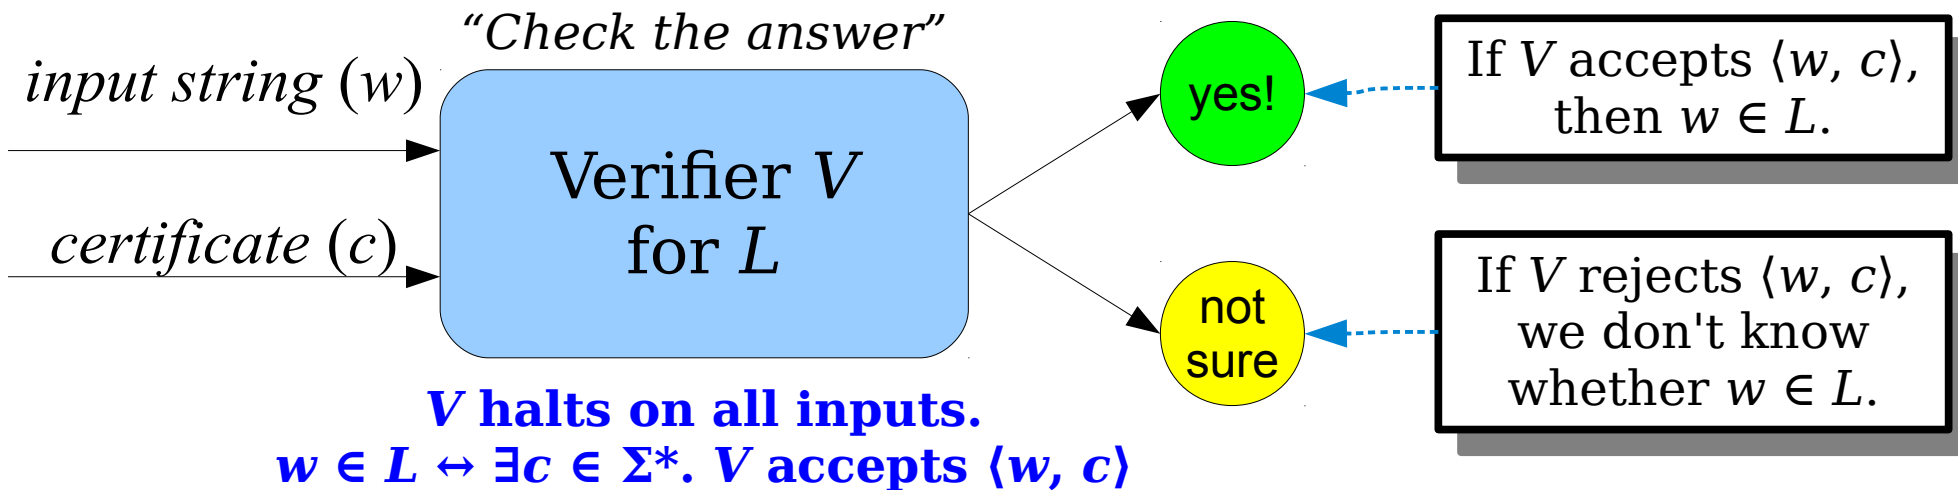 “Check the answer”
input string (w)
certificate (c)
Verifier V
for L
yes!
not
sure
If V accepts ⟨w, c⟩,
then w ∈ L.
If V rejects ⟨w, c⟩,
we don't know
whether w ∈ L.
V halts on all inputs.
w ∈ L ↔ ∃c ∈ Σ*. V accepts ⟨w, c⟩